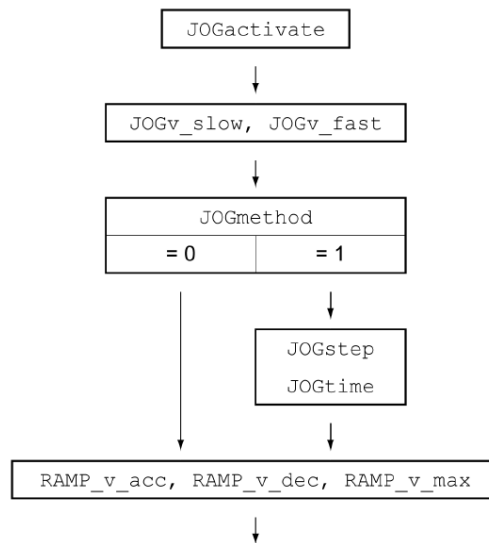 JOGactivate
JOGv_slow, JOGv_fast
JOGmethod
= 0
= 1
JOGstep
JOGtime
RAMP_v_acc, RAMP_v_dec, RAMP_v_max